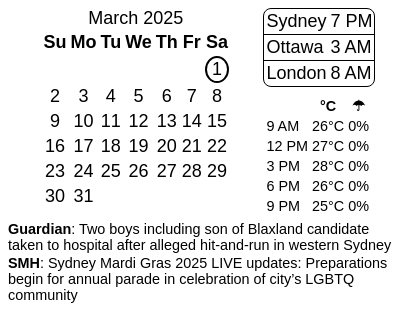 March 2025
Su Mo Tu We Th Fr Sa
1
2 3 4 5 6 7 8
9 10 11 12 13 14 15
16 17 18 19 20 21 22
23 24 25 26 27 28 29
30 31
Sydney 7 PM
Ottawa 3 AM
London 8 AM
°C ☂
9 AM 26°C 0%
12 PM 27°C 0%
3 PM 28°C 0%
6 PM 26°C 0%
9 PM 25°C 0%
Guardian: Two boys including son of Blaxland candidate
taken to hospital after alleged hit-and-run in western Sydney
SMH: Sydney Mardi Gras 2025 LIVE updates: Preparations
begin for annual parade in celebration of city’s LGBTQ
community